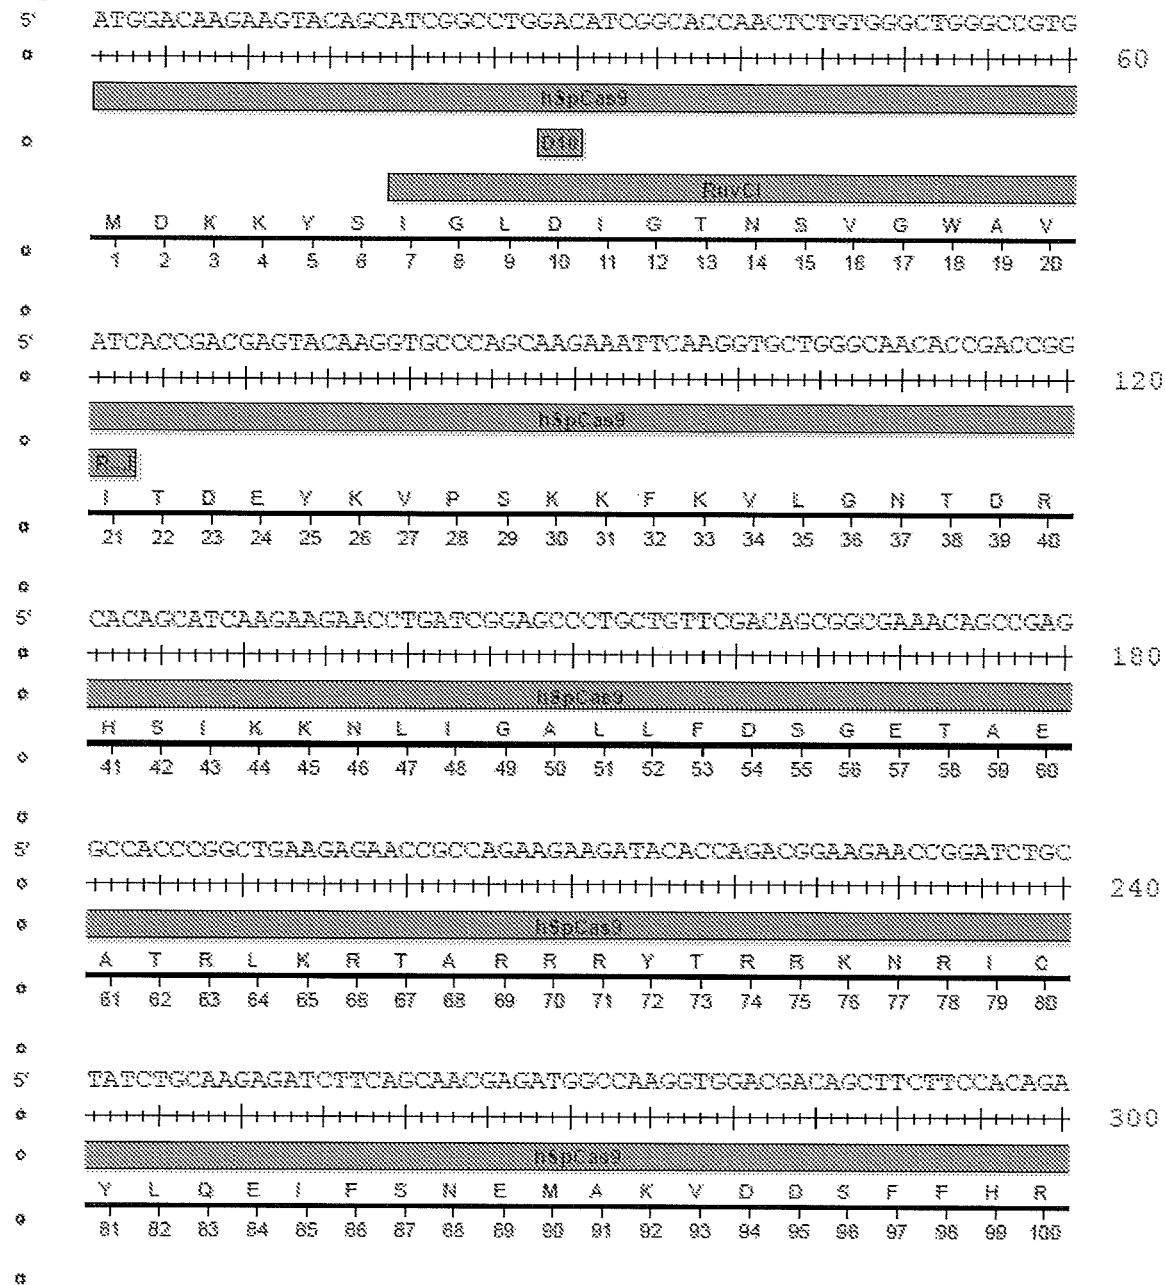 5' ATGGACAAGAAGTACAGCATCGGCCTGGACATCGGCACCAACTCTGTGGGCTGGGCCGTG
60
hSpCas9
D10
RuvCI
M D K K Y S I G L D I G T N S V G W A V
1 2 3 4 5 6 7 8 9 10 11 12 13 14 15 16 17 18 19 20
5' ATCACCGACGAGTACAAGGTGCCCAGCAAGAAATTCAAGGTGCTGGGCAACACCGACCGG
120
hSpCas9
R...I
I T D E Y K V P S K K F K V L G N T D R
21 22 23 24 25 26 27 28 29 30 31 32 33 34 35 36 37 38 39 40
5' CACAGCATCAAGAAGAACCTGATCGGAGCCCTGCTGTTCGACAGCGGCGAAACAGCCGAG
180
hSpCas9
H S I K K N L I G A L L F D S G E T A E
41 42 43 44 45 46 47 48 49 50 51 52 53 54 55 56 57 58 59 60
5' GCCACCCGGCTGAAGAGAACCGCCAGAAGAAGATACACCAGACGGAAGAACCGGATCTGC
240
hSpCas9
A T R L K R T A R R R Y T R R K N R I C
61 62 63 64 65 66 67 68 69 70 71 72 73 74 75 76 77 78 79 80
5' TATCTGCAAGAGATCTTCAGCAACGAGATGGCCAAGGTGGACGACAGCTTCTTCCACAGA
300
hSpCas9
Y L Q E I F S N E M A K V D D S F F H R
81 82 83 84 85 86 87 88 89 90 91 92 93 94 95 96 97 98 99 100